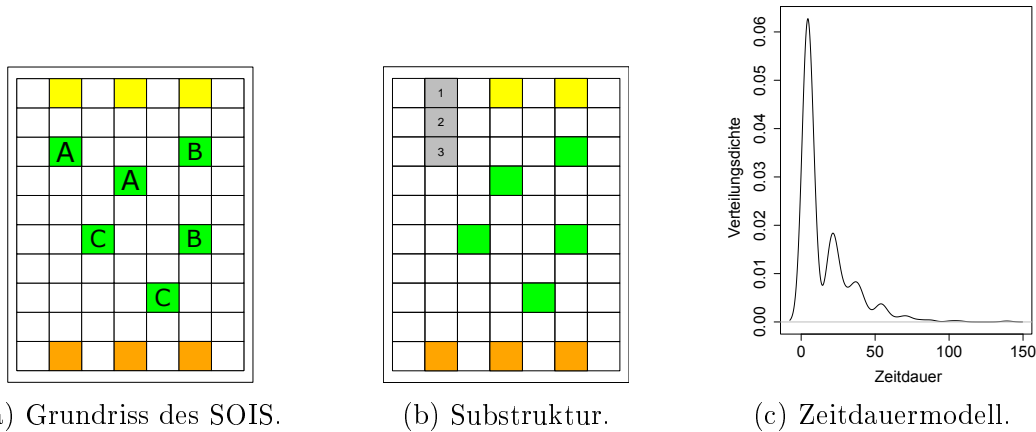 A
B
A
C
B
C
1
2
3
0.06
0.05
0.04
0.03
0.02
0.01
0.00
Verteilungsdichte
0 50 100 150
Zeitdauer
) Grundriss des SOIS.
(b) Substruktur.
(c) Zeitdauermodell.